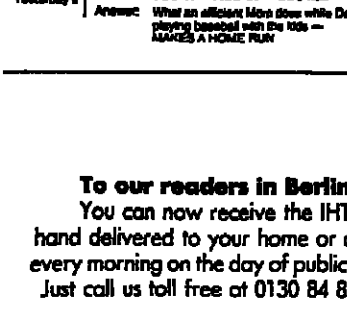 Yesterday's
Answer: What an efficient Mom does while
playing baseball with the kids —
MAKES A HOME RUN
To our readers in Berlin
You can now receive the IHT
hand delivered to your home or
every morning on the day of
Just call us toll free at 0130 84 8